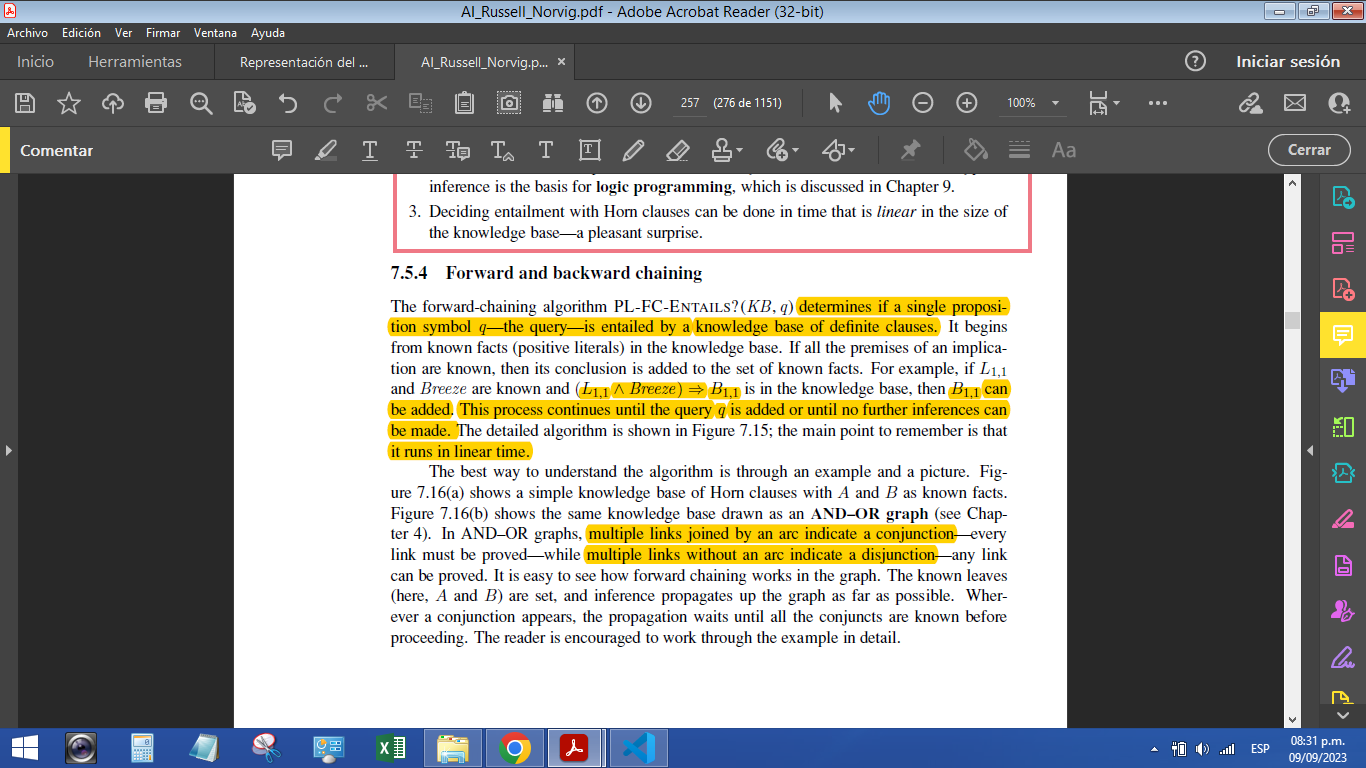 AI_Russell_Norvig.pdf - Adobe Acrobat Reader (32-bit)
Archivo Edición Ver Firmar Ventana Ayuda
Inicio Herramientas Representación del ... AI_Russell_Norvig.p... × ? Iniciar sesión
257 (276 de 1151) 100%
Comentar T T T T T T Aa Cerrar
inference is the basis for logic programming, which is discussed in Chapter 9.
3. Deciding entailment with Horn clauses can be done in time that is linear in the size of
the knowledge base—a pleasant surprise.
7.5.4 Forward and backward chaining
The forward-chaining algorithm PL-FC-ENTAILS?(KB, q) determines if a single proposi-
tion symbol q—the query—is entailed by a knowledge base of definite clauses. It begins
from known facts (positive literals) in the knowledge base. If all the premises of an implica-
tion are known, then its conclusion is added to the set of known facts. For example, if L1,1
and Breeze are known and (L1,1 ∧ Breeze) ⇒ B1,1 is in the knowledge base, then B1,1 can
be added. This process continues until the query q is added or until no further inferences can
be made. The detailed algorithm is shown in Figure 7.15; the main point to remember is that
it runs in linear time.
The best way to understand the algorithm is through an example and a picture. Fig-
ure 7.16(a) shows a simple knowledge base of Horn clauses with A and B as known facts.
Figure 7.16(b) shows the same knowledge base drawn as an AND–OR graph (see Chap-
ter 4). In AND–OR graphs, multiple links joined by an arc indicate a conjunction—every
link must be proved—while multiple links without an arc indicate a disjunction—any link
can be proved. It is easy to see how forward chaining works in the graph. The known leaves
(here, A and B) are set, and inference propagates up the graph as far as possible. Wher-
ever a conjunction appears, the propagation waits until all the conjuncts are known before
proceeding. The reader is encouraged to work through the example in detail.
ESP
08:31 p.m.
09/09/2023